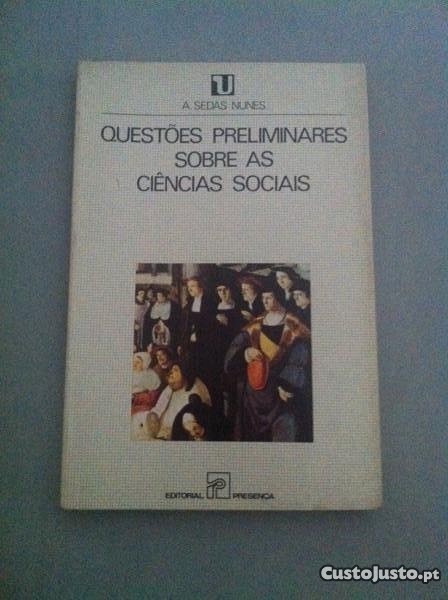 U
A. SEDAS NUNES
QUESTÕES PRELIMINARES
SOBRE AS
CIÊNCIAS SOCIAIS
EDITORIAL PRESENÇA
CustoJusto.pt